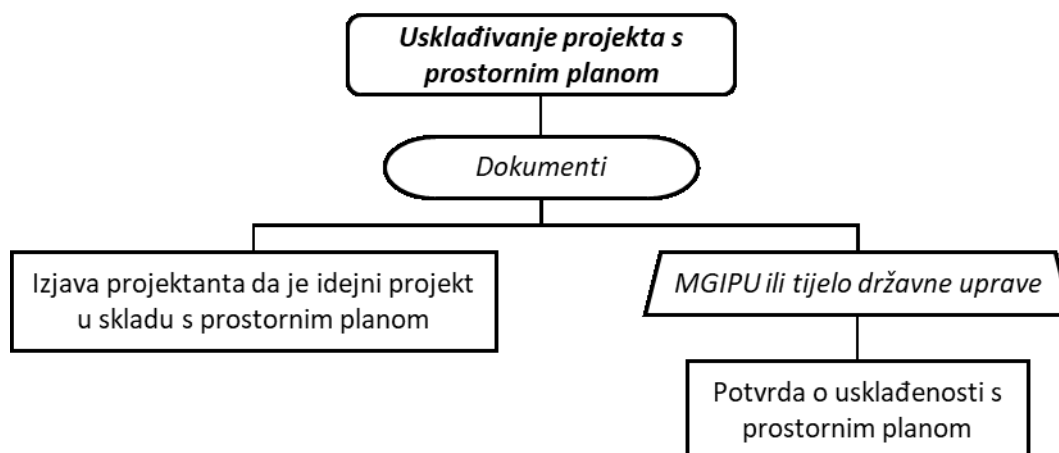 Usklađivanje projekta s
prostornim planom
Dokumenti
Izjava projektanta da je idejni projekt
u skladu s prostornim planom
MGIPU ili tijelo državne uprave
Potvrda o usklađenosti s
prostornim planom